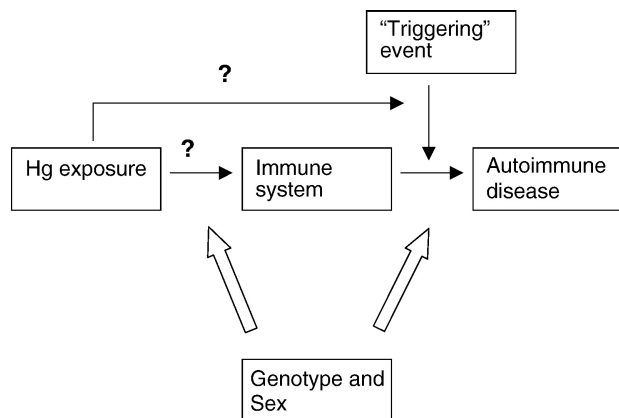 “Triggering”
event
?
?
Hg exposure
Immune
system
Autoimmune
disease
Genotype and
Sex